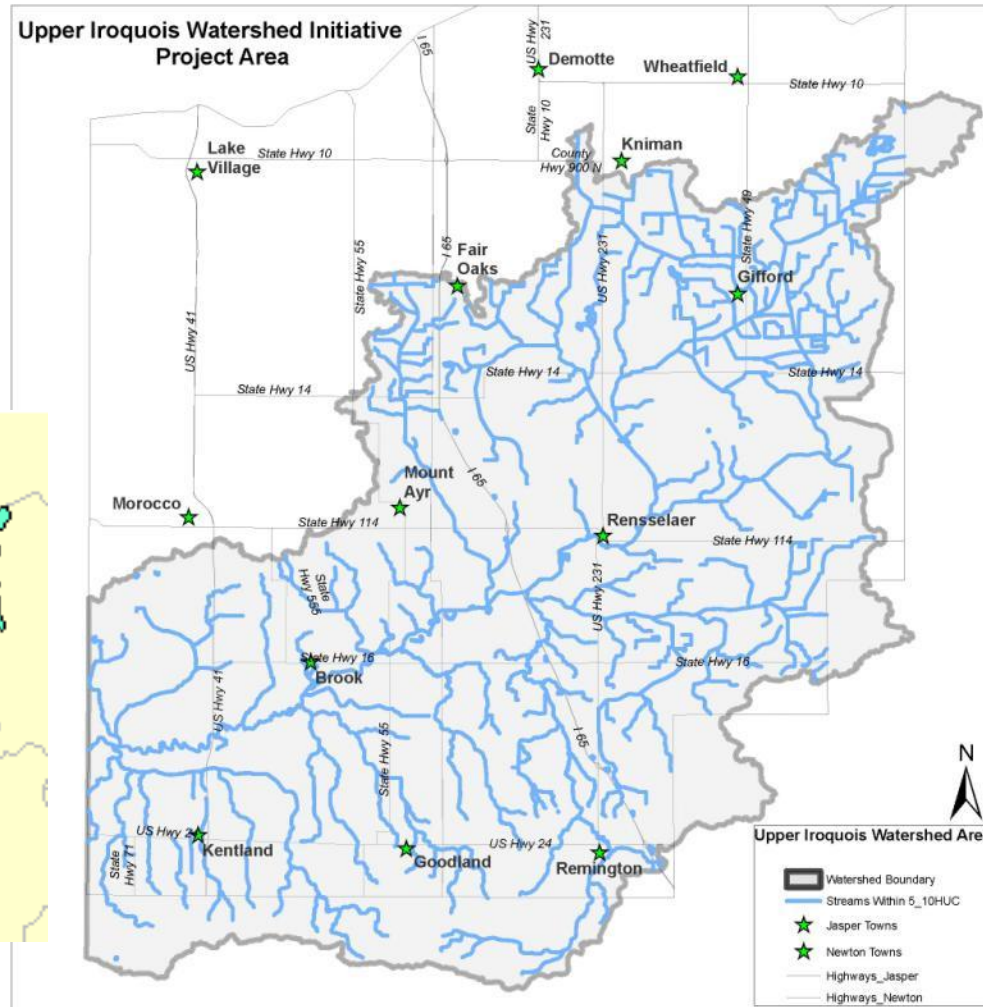 Upper Iroquois Watershed Initiative
Project Area
I 65
US Hwy
231
Demotte
Wheatfield
State Hwy 10
State
Hwy 10
Lake
Village
State Hwy 10
County
Hwy 900 N
Kniman
State Hwy 55
I 65
Fair
Oaks
US Hwy 231
State Hwy 49
Gifford
US Hwy 41
State Hwy 14
State Hwy 14
State Hwy 14
I 65
Mount
Ayr
Morocco
State Hwy 114
Rensselaer
State Hwy 114
State
Hwy 55
US Hwy 231
State Hwy 16
Brook
State Hwy 16
US Hwy 41
State Hwy 55
I 65
US Hwy 2
Kentland
State
Hwy 71
Goodland
US Hwy 24
Remington
N
Upper Iroquois Watershed Area
Watershed Boundary
Streams Within 5_10HUC
Jasper Towns
Newton Towns
Highways_Jasper
Highways_Newton